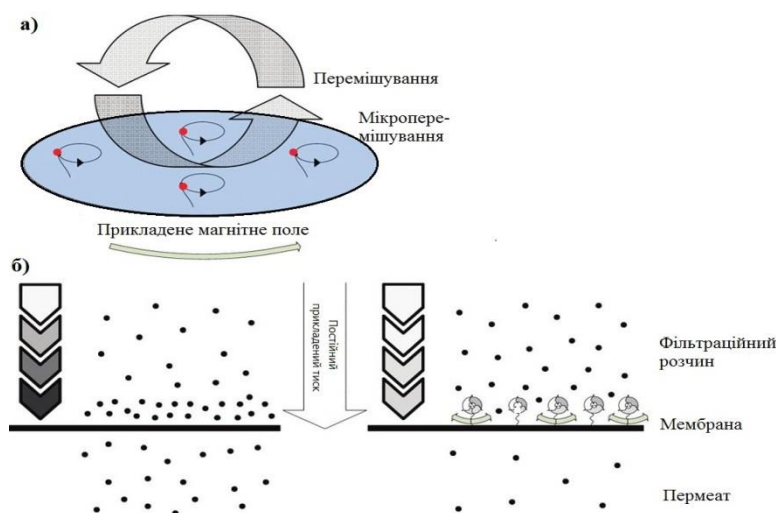 а)
Перемішування
Мікропере-
мішування
Прикладене магнітне поле
б)
Постійний
прикладений тиск
Фільтраційний
розчин
Мембрана
Пермеат